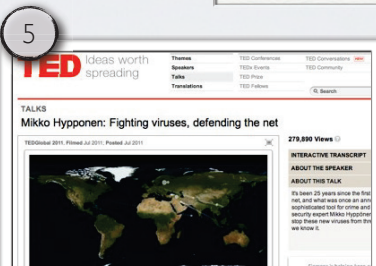 5
TED Ideas worth
spreading
Themes
Speakers
Talks
Translations
TED Conferences
TEDx Events
TED Prize
TED Fellows
TED Conversations
TED Community
Search
TALKS
Mikko Hypponen: Fighting viruses, defending the net
TEDGlobal 2011, Filmed Jul 2011; Posted Jul 2011
279,890 Views
INTERACTIVE TRANSCRIPT
ABOUT THE SPEAKER
ABOUT THIS TALK
It's been 25 years since the first
net, and what was once an ann
sophisticated tool for crime and
security expert Mikko Hyppönen
stop these new viruses from thre
we know it.